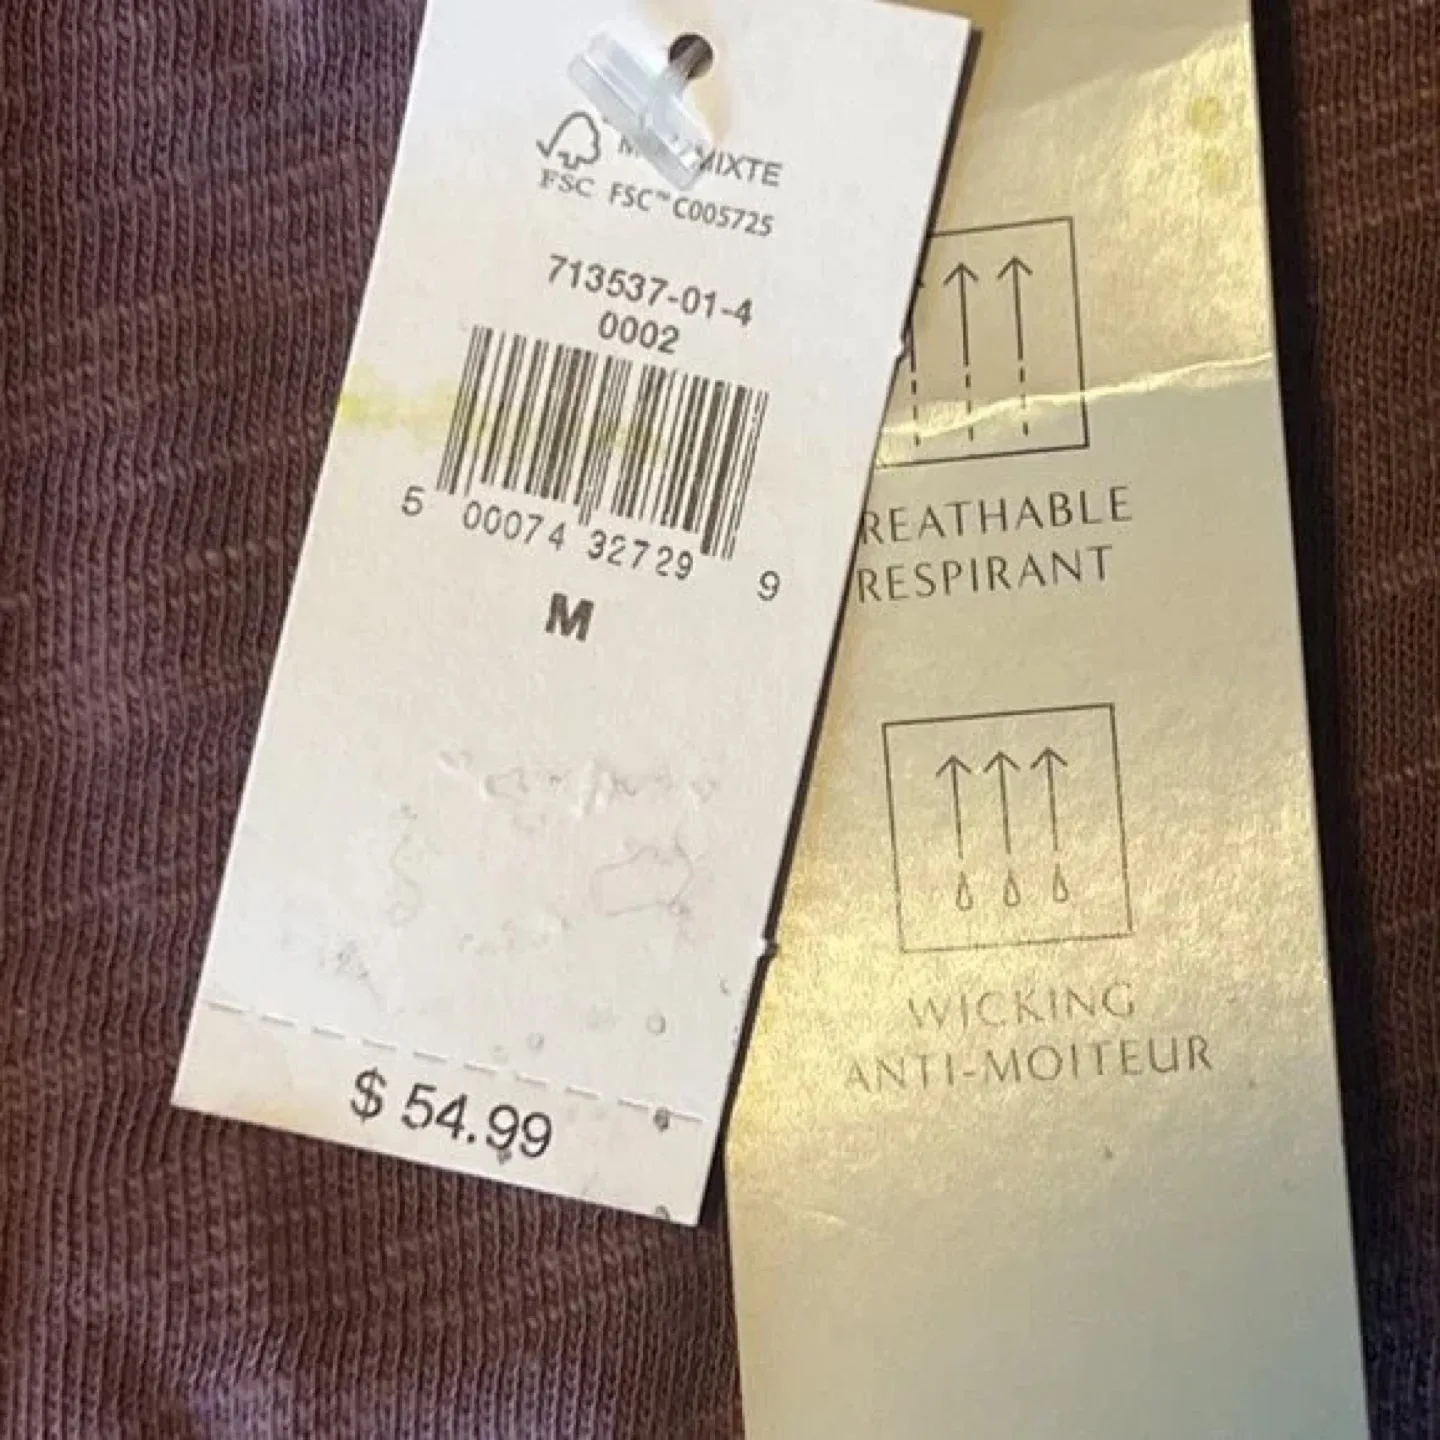 MIXTE
FSC FSC™ C005725
713537-01-4
0002
5 00074 32729 9
M
$ 54.99
REATHABLE
RESPIRANT
WICKING
ANTI-MOITEUR